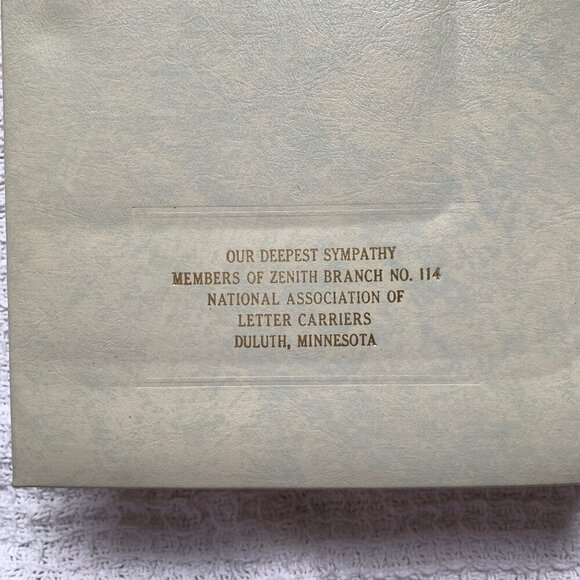 OUR DEEPEST SYMPATHY
MEMBERS OF ZENITH BRANCH NO. 114
NATIONAL ASSOCIATION OF
LETTER CARRIERS
DULUTH, MINNESOTA